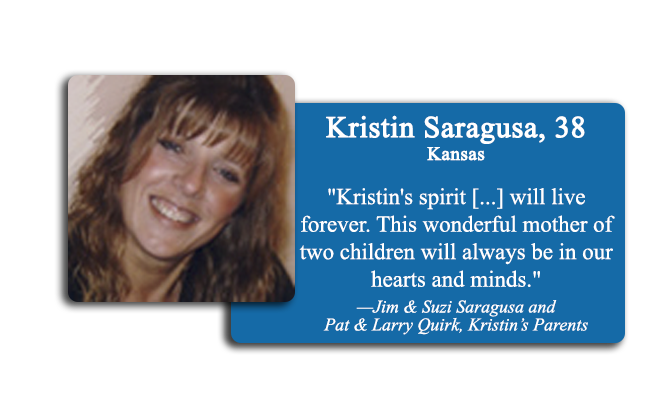 Kristin Saragusa, 38
Kansas
"Kristin's spirit [...] will live
forever. This wonderful mother of
two children will always be in our
hearts and minds."
—Jim & Suzi Saragusa and
Pat & Larry Quirk, Kristin’s Parents